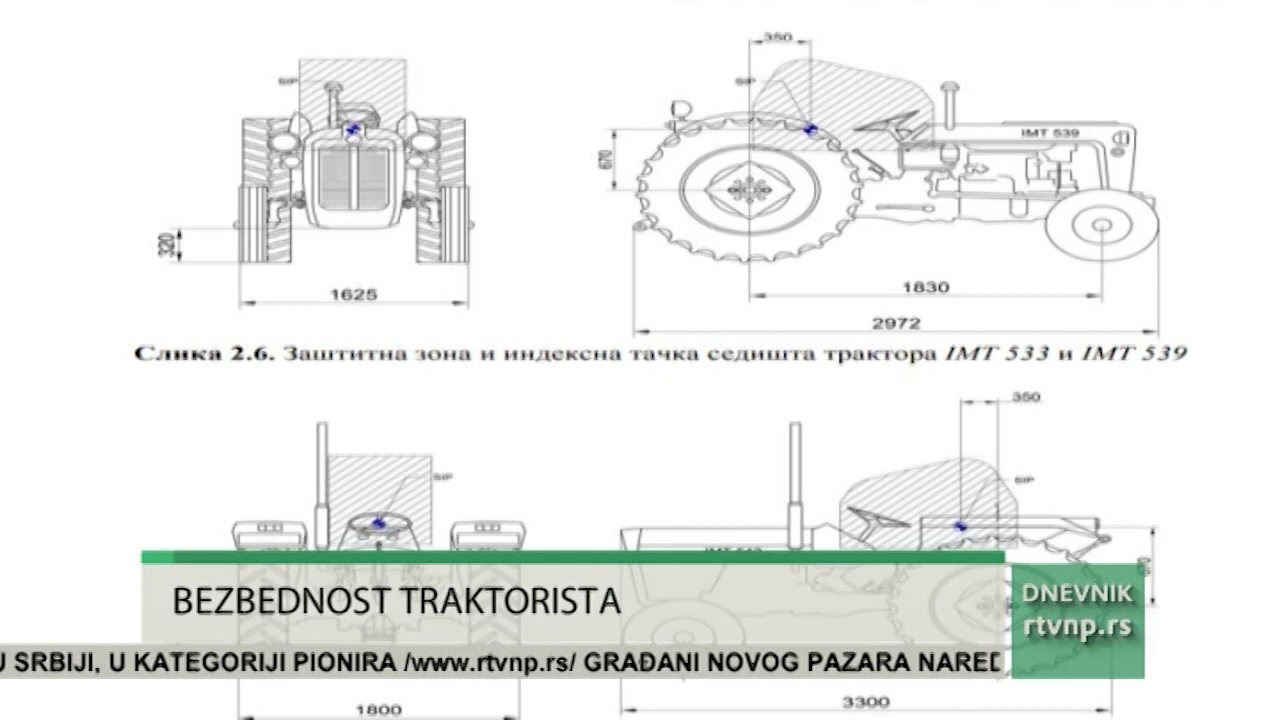 350
SIP
SIP
IMT 539
670
320
1625
1830
2972
Слика 2.6. Заштитна зона и индексна тачка седишта трактора IMT 533 и IMT 539
350
SIP
SIP
BEZBEDNOST TRAKTORISTA
DNEVNIK
rtvnp.rs
U SRBIJI, U KATEGORIJI PIONIRA /www.rtvnp.rs/ GRAĐANI NOVOG PAZARA NARED
1800
3300